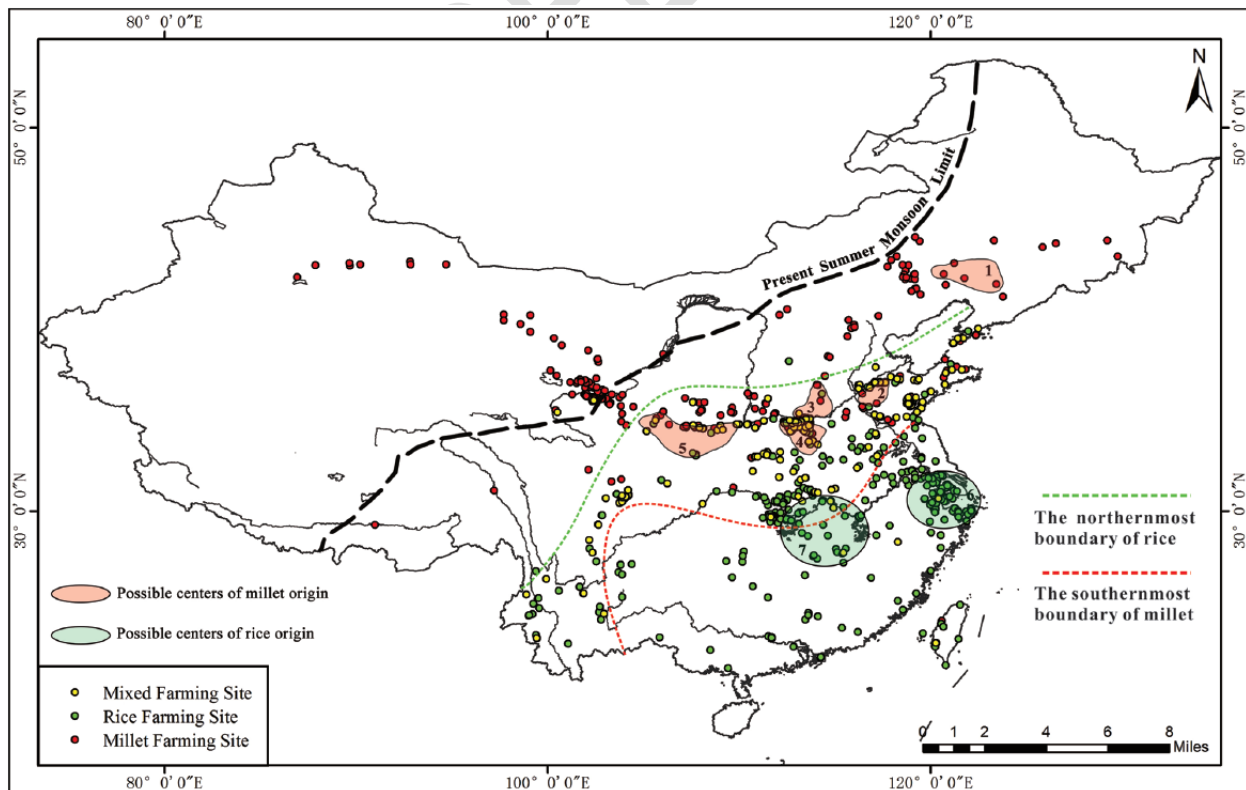 80° 0′ 0″E
100° 0′ 0″E
120° 0′ 0″E
N
50° 0′ 0″N
50° 0′ 0″N
Present Summer Monsoon Limit
1
2
3
4
5
6
7
30° 0′ 0″N
30° 0′ 0″N
The northernmost
boundary of rice
The southernmost
boundary of millet
Possible centers of millet origin
Possible centers of rice origin
Mixed Farming Site
Rice Farming Site
Millet Farming Site
0 1 2 4 6 8
Miles
80° 0′ 0″E
100° 0′ 0″E
120° 0′ 0″E